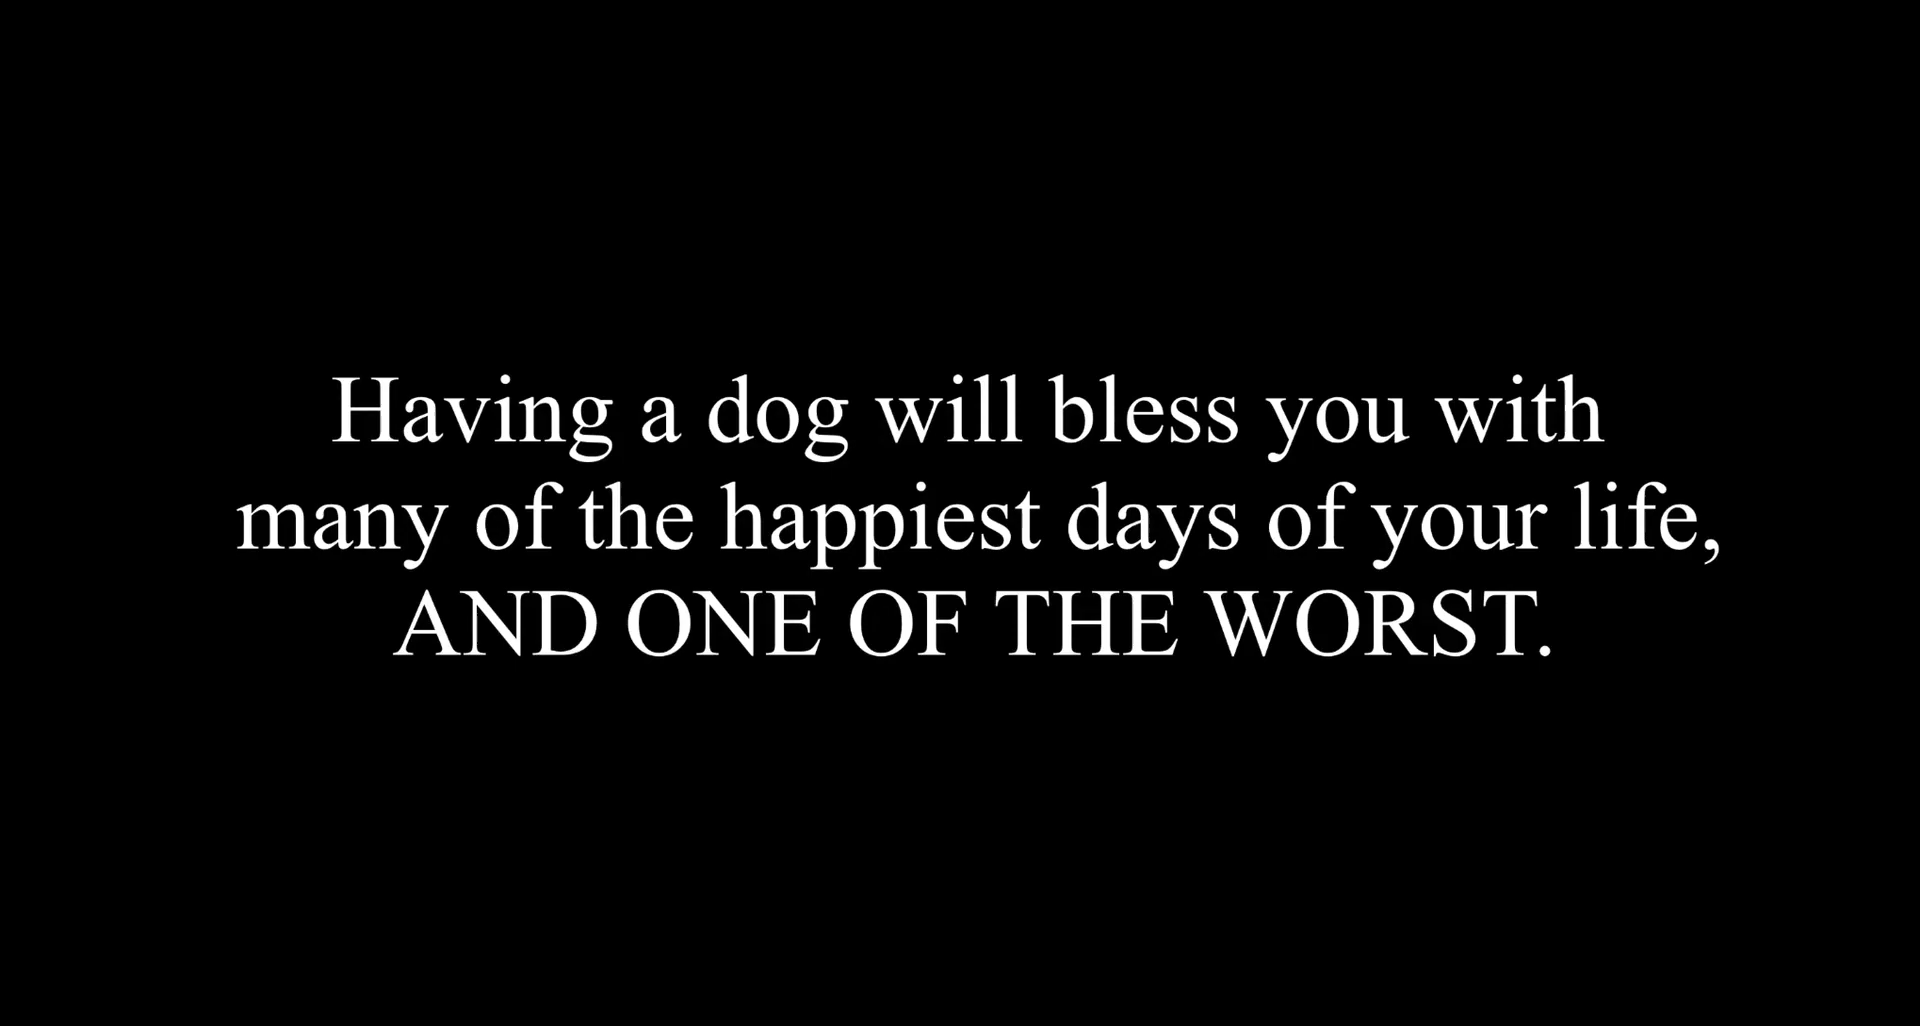 Having a dog will bless you with
many of the happiest days of your life,
AND ONE OF THE WORST.